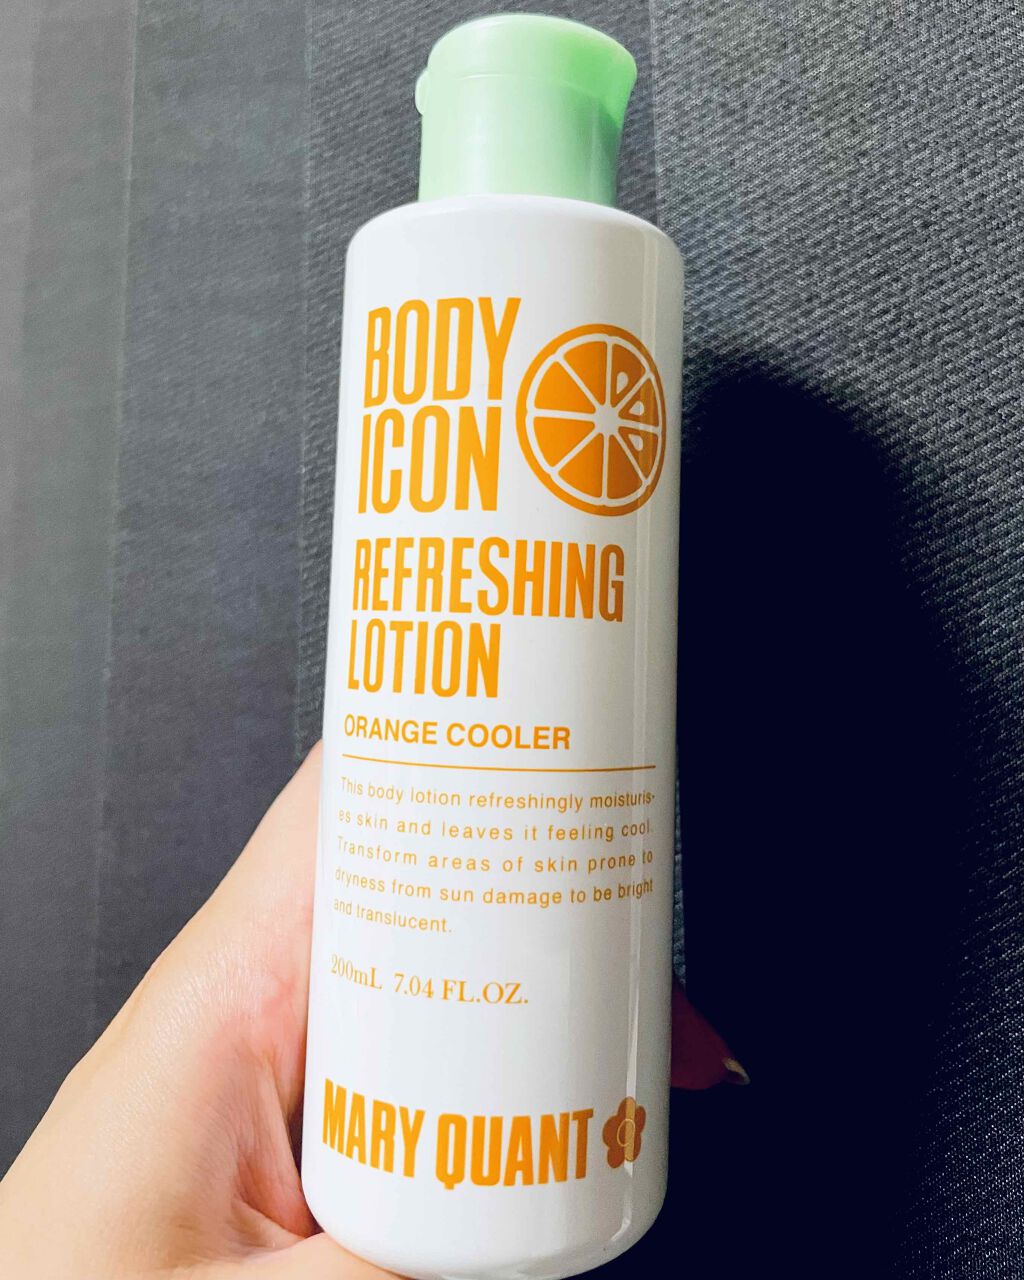 BODY
ICON
REFRESHING
LOTION
ORANGE COOLER
This body lotion refreshingly moisturis-
es skin and leaves it feeling cool.
Transform areas of skin prone to
dryness from sun damage to be bright
and translucent.
200mL 7.04 FL.OZ.
MARY QUANT